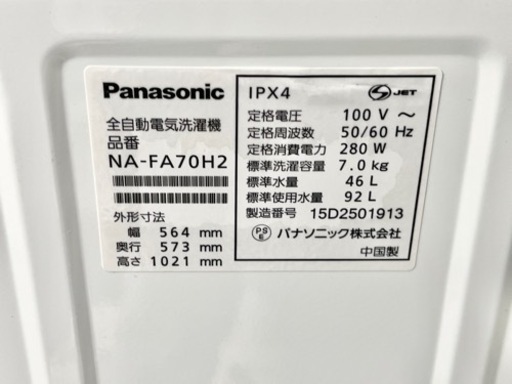 Panasonic
全自動電気洗濯機
品番
NA-FA70H2
外形寸法
幅 564 mm
奥行 573 mm
高さ 1021 mm
IPX4
S JET
定格電圧 100 V ～
定格周波数 50/60 Hz
定格消費電力 280 W
標準洗濯容量 7.0 kg
標準水量 46 L
標準使用水量 92 L
製造番号 15D2501913
PSE パナソニック株式会社
中国製